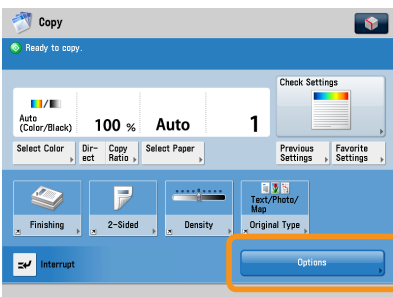 Copy
Ready to copy.
Check Settings
Auto
(Color/Black)
100 %
Auto
1
Select Color
Dir-
ect
Copy
Ratio
Select Paper
Previous
Settings
Favorite
Settings
Finishing
2-Sided
Density
Text/Photo/
Map
Original Type
Interrupt
Options